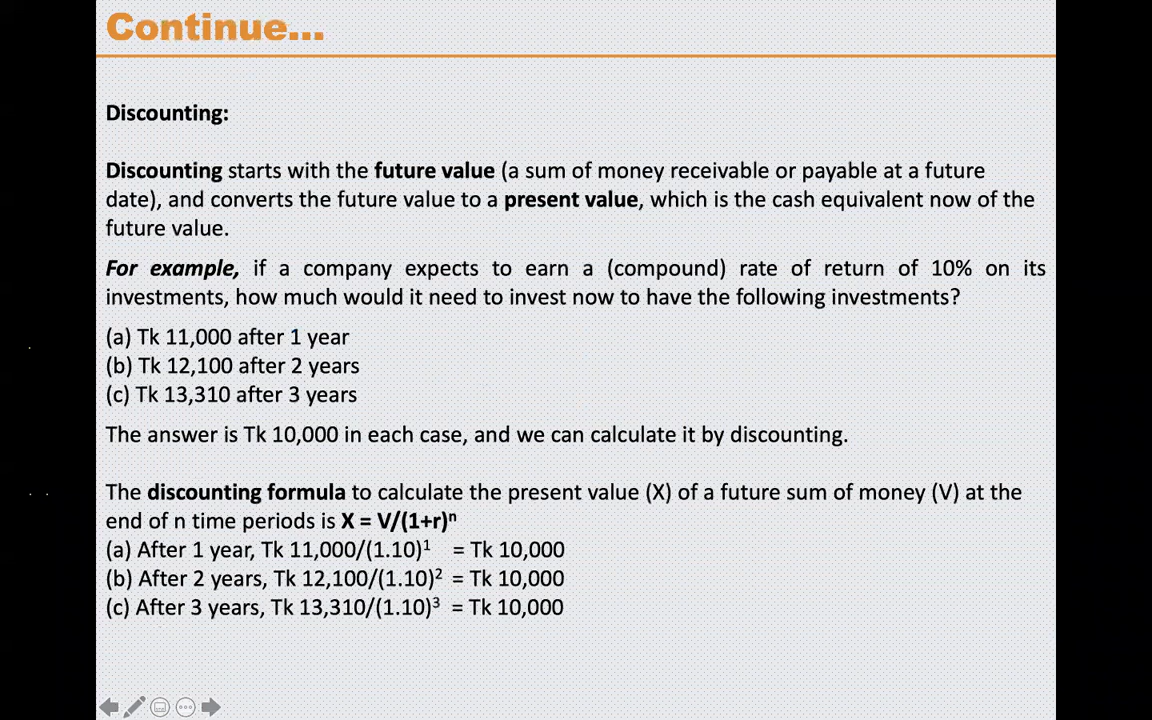 Continue...
Discounting:
Discounting starts with the future value (a sum of money receivable or payable at a future
date), and converts the future value to a present value, which is the cash equivalent now of the
future value.
For example, if a company expects to earn a (compound) rate of return of 10% on its
investments, how much would it need to invest now to have the following investments?
(a) Tk 11,000 after 1 year
(b) Tk 12,100 after 2 years
(c) Tk 13,310 after 3 years
The answer is Tk 10,000 in each case, and we can calculate it by discounting.
The discounting formula to calculate the present value (X) of a future sum of money (V) at the
end of n time periods is X = V/(1+r)ⁿ
(a) After 1 year, Tk 11,000/(1.10)¹ = Tk 10,000
(b) After 2 years, Tk 12,100/(1.10)² = Tk 10,000
(c) After 3 years, Tk 13,310/(1.10)³ = Tk 10,000